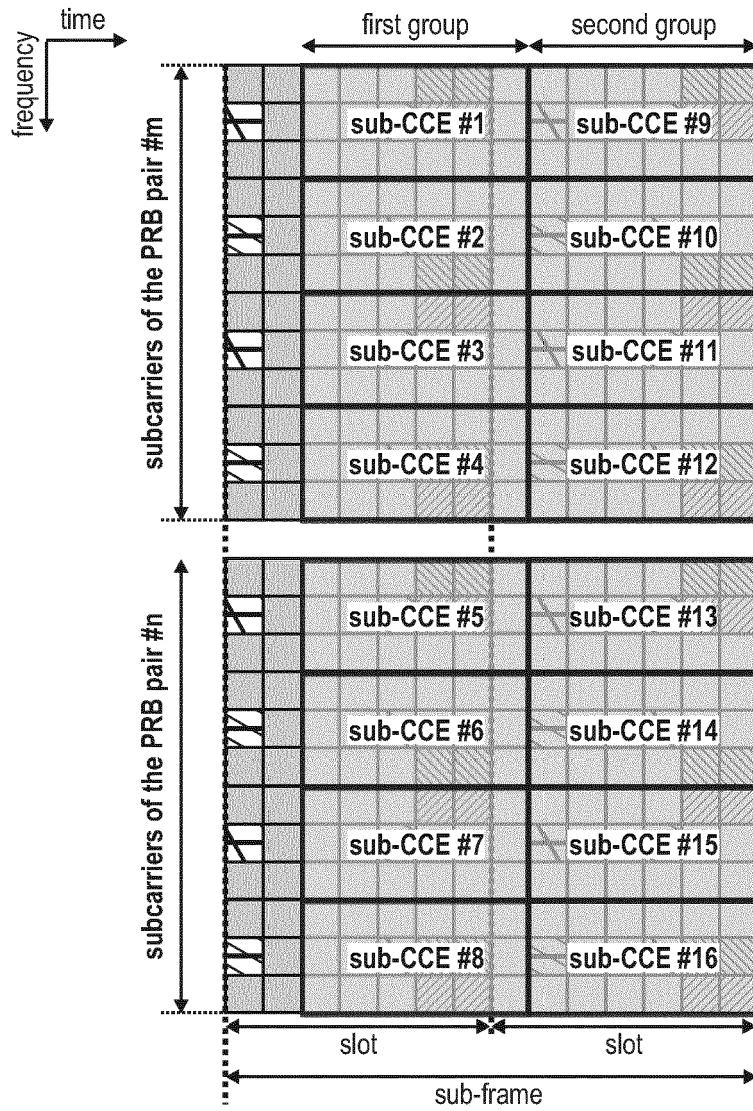 time
first group
second group
frequency
subcarriers of the PRB pair #m
sub-CCE #1
sub-CCE #9
sub-CCE #2
sub-CCE #10
sub-CCE #3
sub-CCE #11
sub-CCE #4
sub-CCE #12
subcarriers of the PRB pair #n
sub-CCE #5
sub-CCE #13
sub-CCE #6
sub-CCE #14
sub-CCE #7
sub-CCE #15
sub-CCE #8
sub-CCE #16
slot
slot
sub-frame